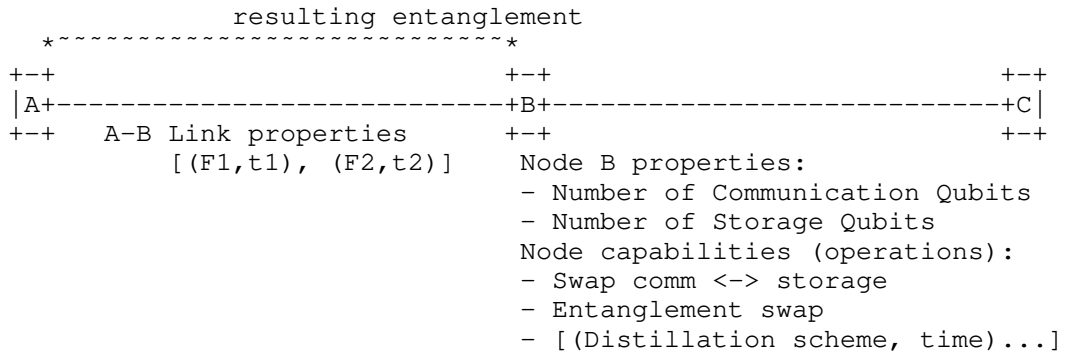 resulting entanglement
*˜˜˜˜˜˜˜˜˜˜˜˜˜˜˜˜˜˜˜˜˜˜˜˜˜˜˜˜*
+-+ +-+ +-+
|A+----------------------------+B+----------------------------+C|
+-+ A-B Link properties +-+ +-+
[(F1,t1), (F2,t2)] Node B properties:
- Number of Communication Qubits
- Number of Storage Qubits
Node capabilities (operations):
- Swap comm <-> storage
- Entanglement swap
- [(Distillation scheme, time)...]